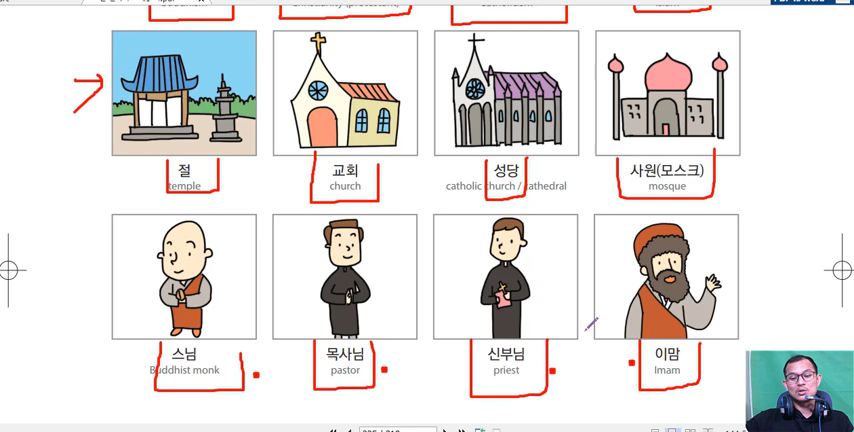 절 교회 성당 사원(모스크)
temple church catholic church / cathedral mosque
스님 목사님 신부님 이맘
Buddhist monk pastor priest Imam